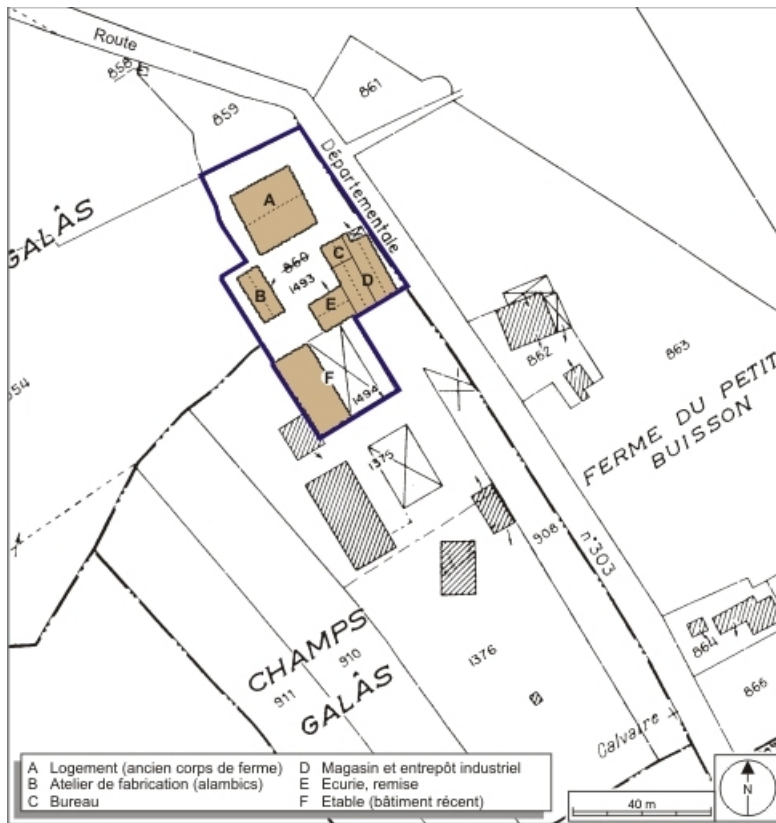 Route
858
859
861
Départementale
GALÂS
A
860
1493
C
D
B
E
F
1494
862
863
FERME DU PETIT
BUISSON
1375
908
n°303
CHAMPS
GALÂS
910
911
1376
864
866
Calvaire
A Logement (ancien corps de ferme)
B Atelier de fabrication (alambics)
C Bureau
D Magasin et entrepôt industriel
E Ecurie, remise
F Etable (bâtiment récent)
40 m
N